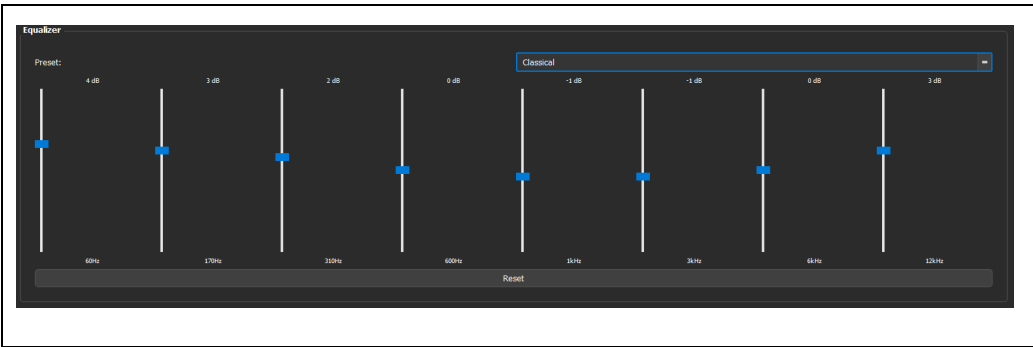 Equalizer
Preset: Classical
4 dB 3 dB 2 dB 0 dB -1 dB -1 dB 0 dB 3 dB
60Hz 170Hz 310Hz 600Hz 1kHz 3kHz 6kHz 12kHz
Reset